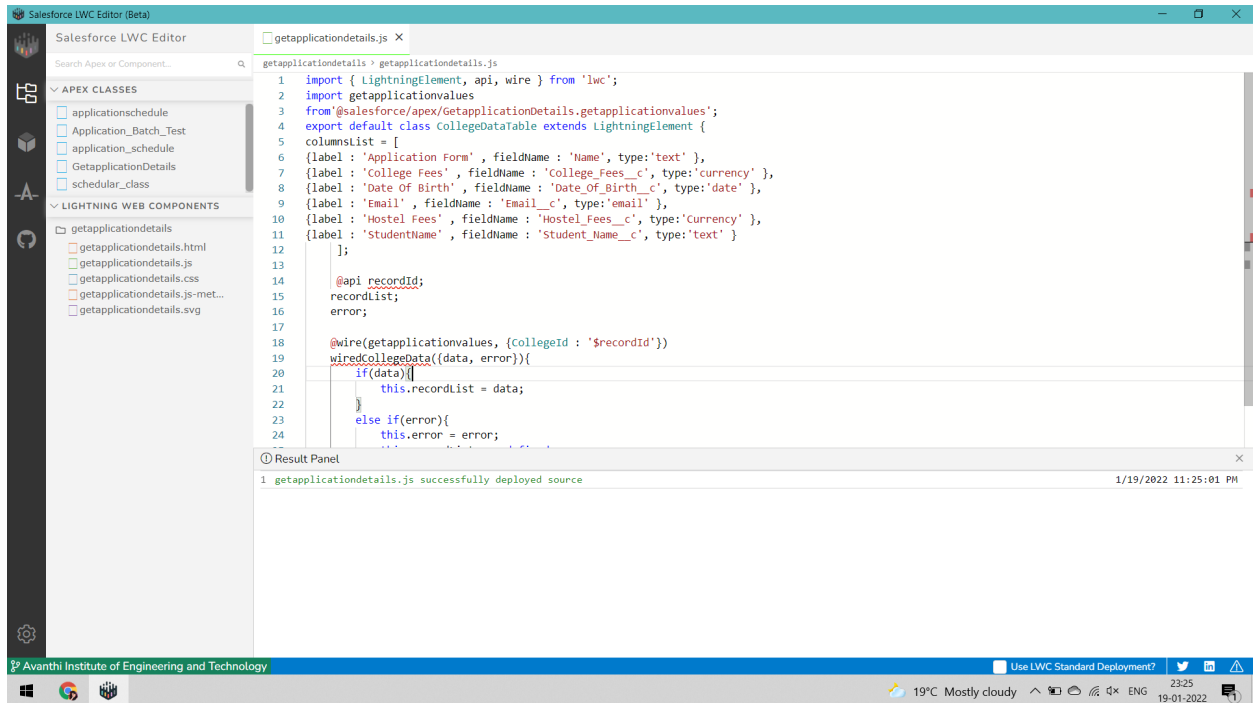 Salesforce LWC Editor (Beta)
Salesforce LWC Editor
Search Apex or Component...
APEX CLASSES
applicationschedule
Application_Batch_Test
application_schedule
GetapplicationDetails
schedular_class
LIGHTNING WEB COMPONENTS
getapplicationdetails
getapplicationdetails.html
getapplicationdetails.js
getapplicationdetails.css
getapplicationdetails.js-met...
getapplicationdetails.svg
getapplicationdetails.js
getapplicationdetails > getapplicationdetails.js
1 import { LightningElement, api, wire } from 'lwc';
2 import getapplicationvalues
3 from'@salesforce/apex/GetapplicationDetails.getapplicationvalues';
4 export default class CollegeDataTable extends LightningElement {
5 columnsList = [
6 {label : 'Application Form' , fieldName : 'Name', type:'text' },
7 {label : 'College Fees' , fieldName : 'College_Fees__c', type:'currency' },
8 {label : 'Date Of Birth' , fieldName : 'Date_Of_Birth__c', type:'date' },
9 {label : 'Email' , fieldName : 'Email__c', type:'email' },
10 {label : 'Hostel Fees' , fieldName : 'Hostel_Fees__c', type:'Currency' },
11 {label : 'StudentName' , fieldName : 'Student_Name__c', type:'text' }
12 ];
13
14 @api recordId;
15 recordList;
16 error;
17
18 @wire(getapplicationvalues, {CollegeId : '$recordId'})
19 wiredCollegeData({data, error}){
20 if(data){
21 this.recordList = data;
22 }
23 else if(error){
24 this.error = error;
Result Panel
1 getapplicationdetails.js successfully deployed source 1/19/2022 11:25:01 PM
Avanthi Institute of Engineering and Technology
Use LWC Standard Deployment?
19°C Mostly cloudy
ENG
23:25
19-01-2022
1